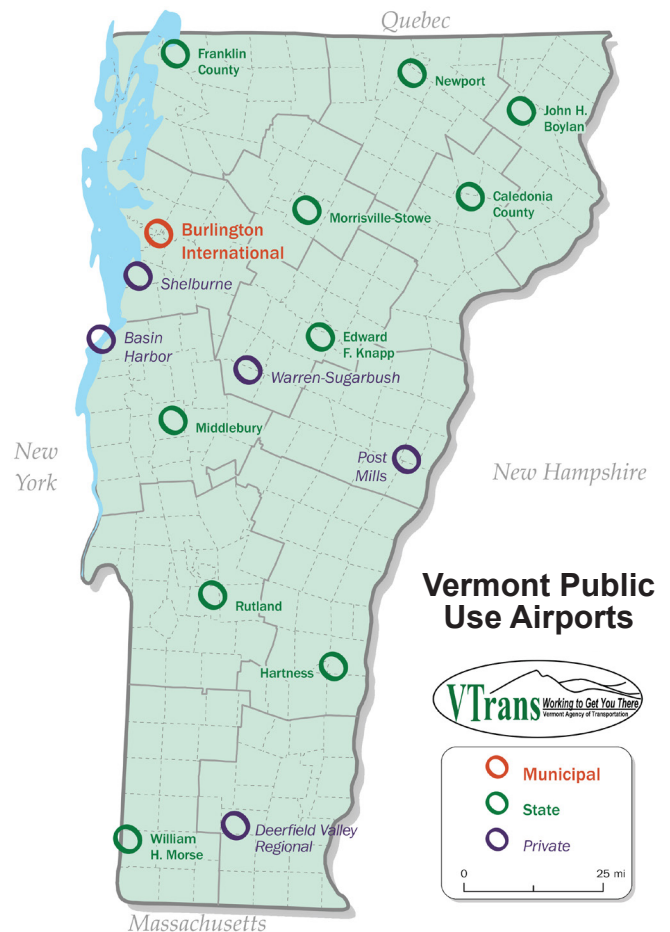 Quebec
Franklin
County
Newport
John H.
Boylan
Caledonia
County
Morrisville-Stowe
Burlington
International
Shelburne
Basin
Harbor
Edward
F. Knapp
Warren-Sugarbush
Middlebury
New
York
Post
Mills
New Hampshire
Vermont Public
Use Airports
Rutland
Hartness
VTrans Working to Get You There
Vermont Agency of Transportation
Municipal
State
Private
0 25 mi
William
H. Morse
Deerfield Valley
Regional
Massachusetts